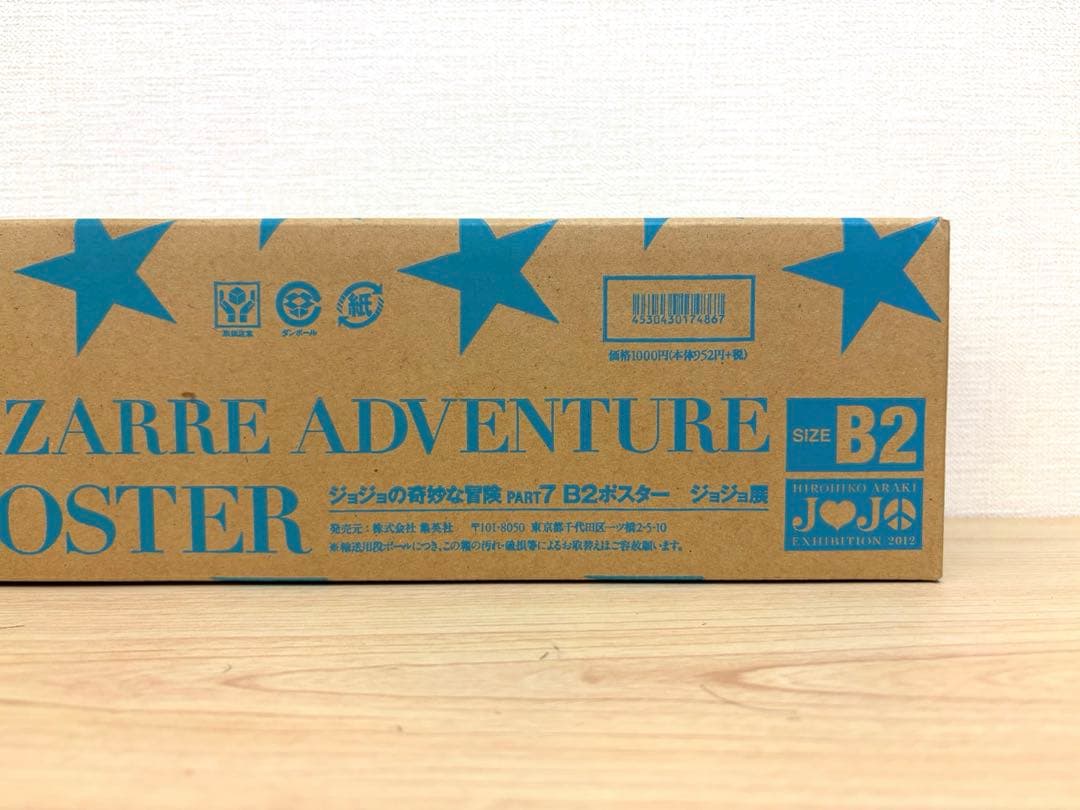 取扱注意
ダンボール
紙
4530430174867
価格1000円(本体952円+税)
IZARRE ADVENTURE
OSTER
ジョジョの奇妙な冒険 PART7 B2ポスター ジョジョ展
発売元:株式会社 集英社 〒101-8050 東京都千代田区一ツ橋2-5-10
※輸送用段ボールにつき、この箱の汚れ・破損等によるお取替えはご容赦願います。
SIZE B2
HIROHIKO ARAKI
JOJO
EXHIBITION 2012